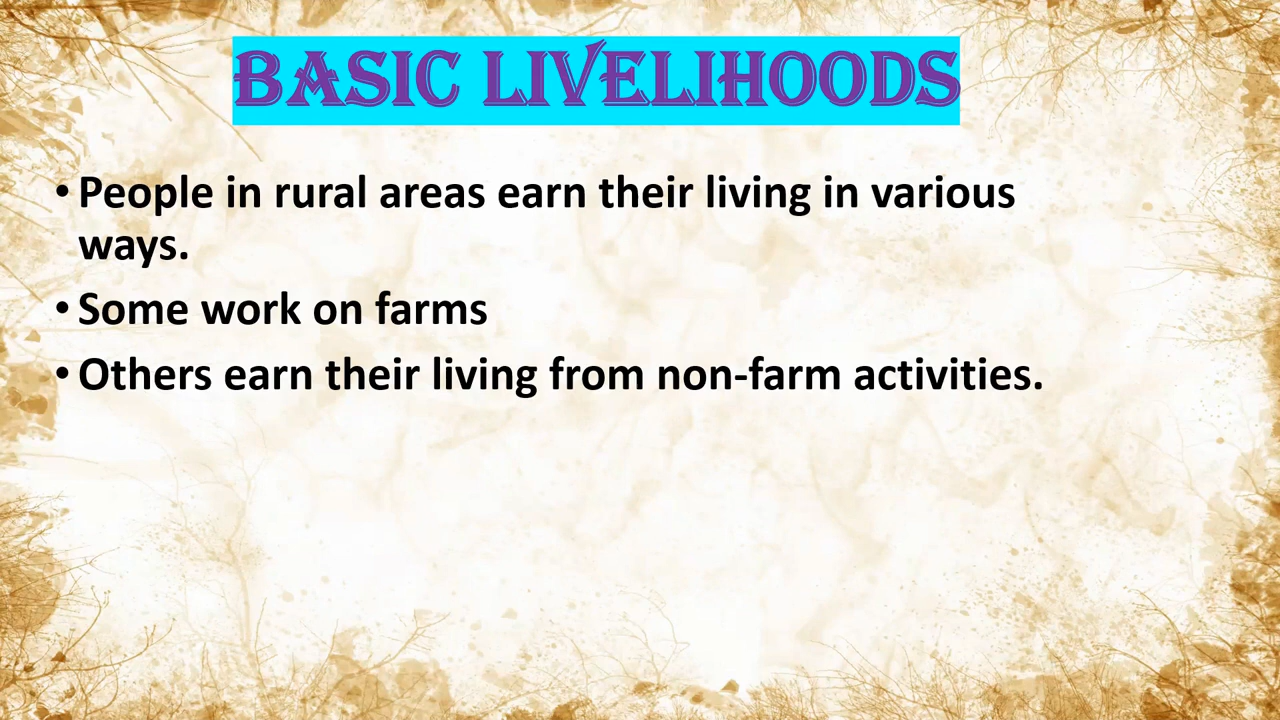 BASIC LIVELIHOODS
• People in rural areas earn their living in various
ways.
• Some work on farms
• Others earn their living from non-farm activities.